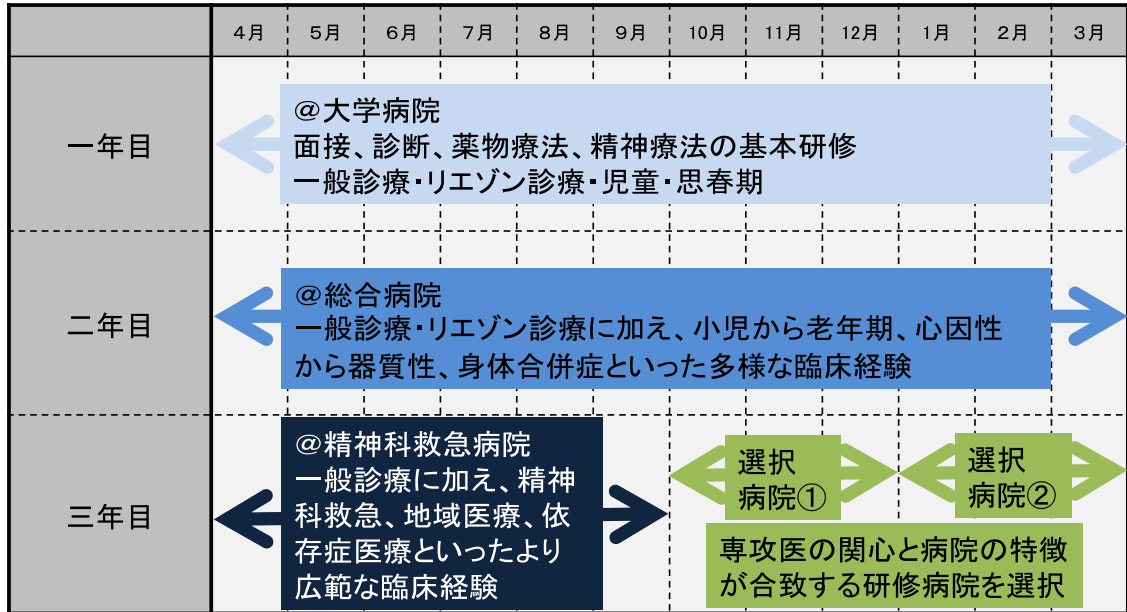 4月 5月 6月 7月 8月 9月 10月 11月 12月 1月 2月 3月
一年目
@大学病院
面接、診断、薬物療法、精神療法の基本研修
一般診療・リエゾン診療・児童・思春期
二年目
@総合病院
一般診療・リエゾン診療に加え、小児から老年期、心因性
から器質性、身体合併症といった多様な臨床経験
三年目
@精神科救急病院
一般診療に加え、精神
科救急、地域医療、依
存症医療といったより
広範な臨床経験
選択
病院①
選択
病院②
専攻医の関心と病院の特徴
が合致する研修病院を選択